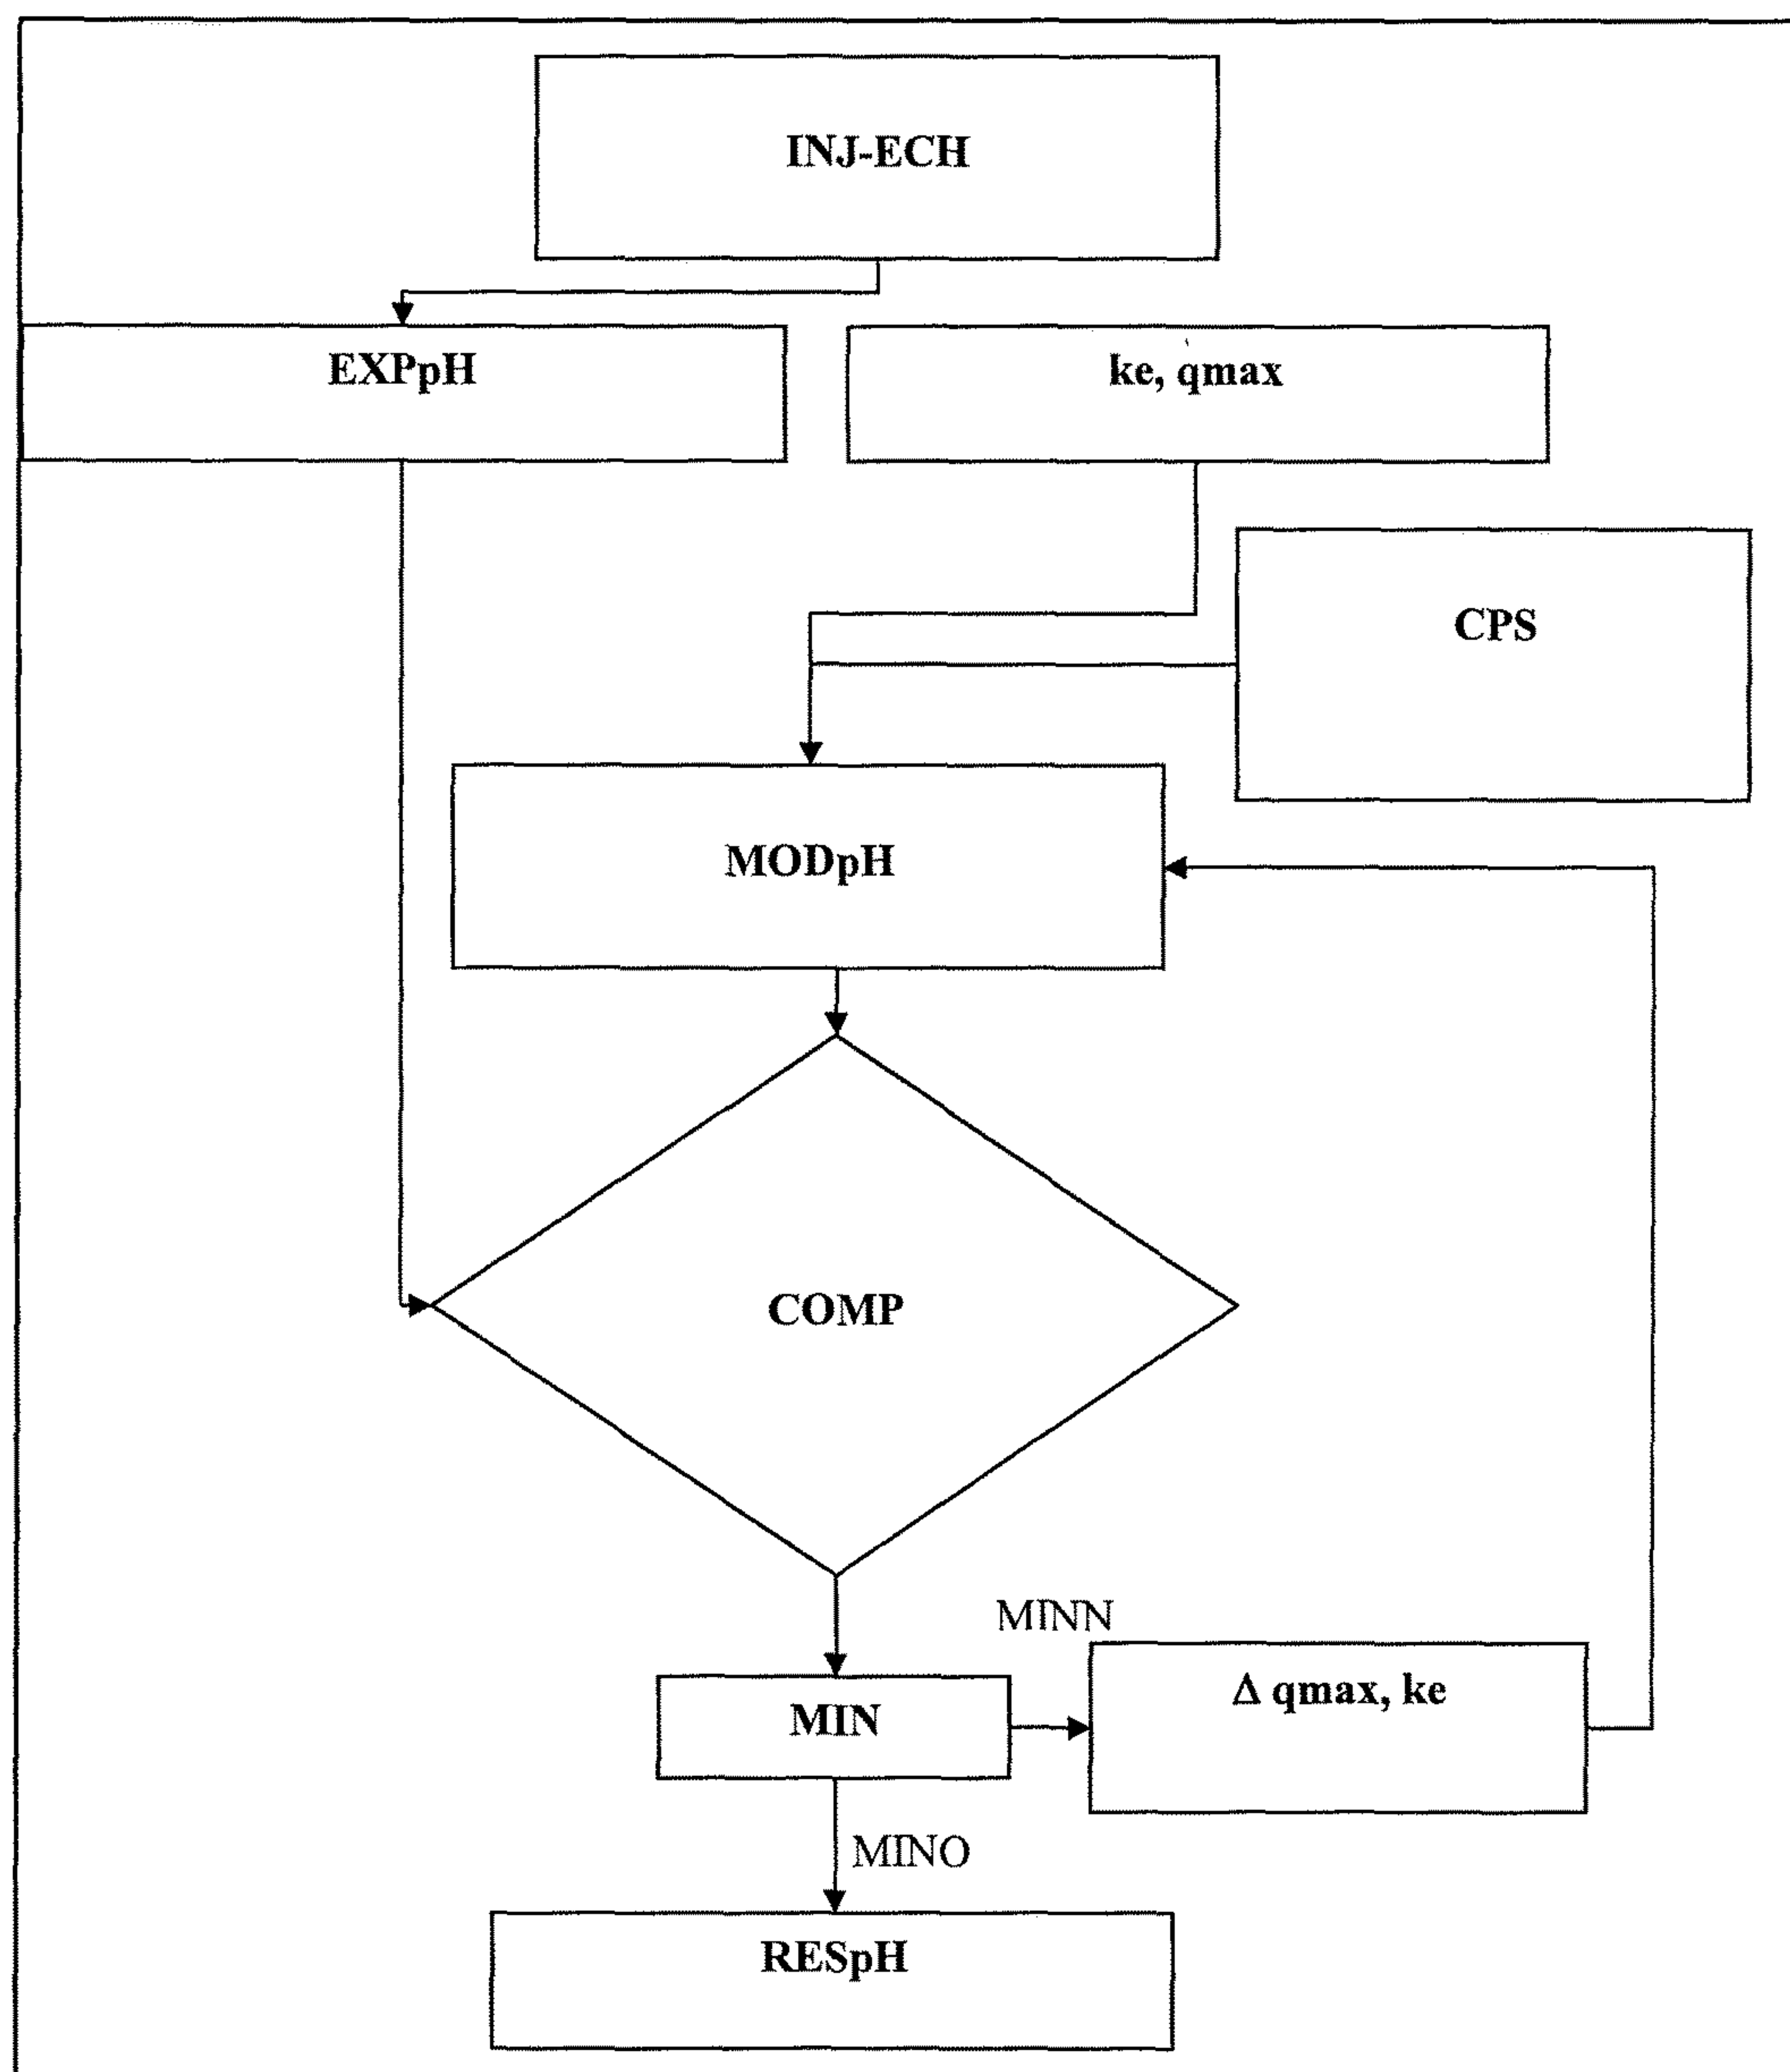 INJ-ECH
EXPpH
ke, qmax
CPS
MODpH
COMP
MINN
Δ qmax, ke
MIN
MINO
RESpH